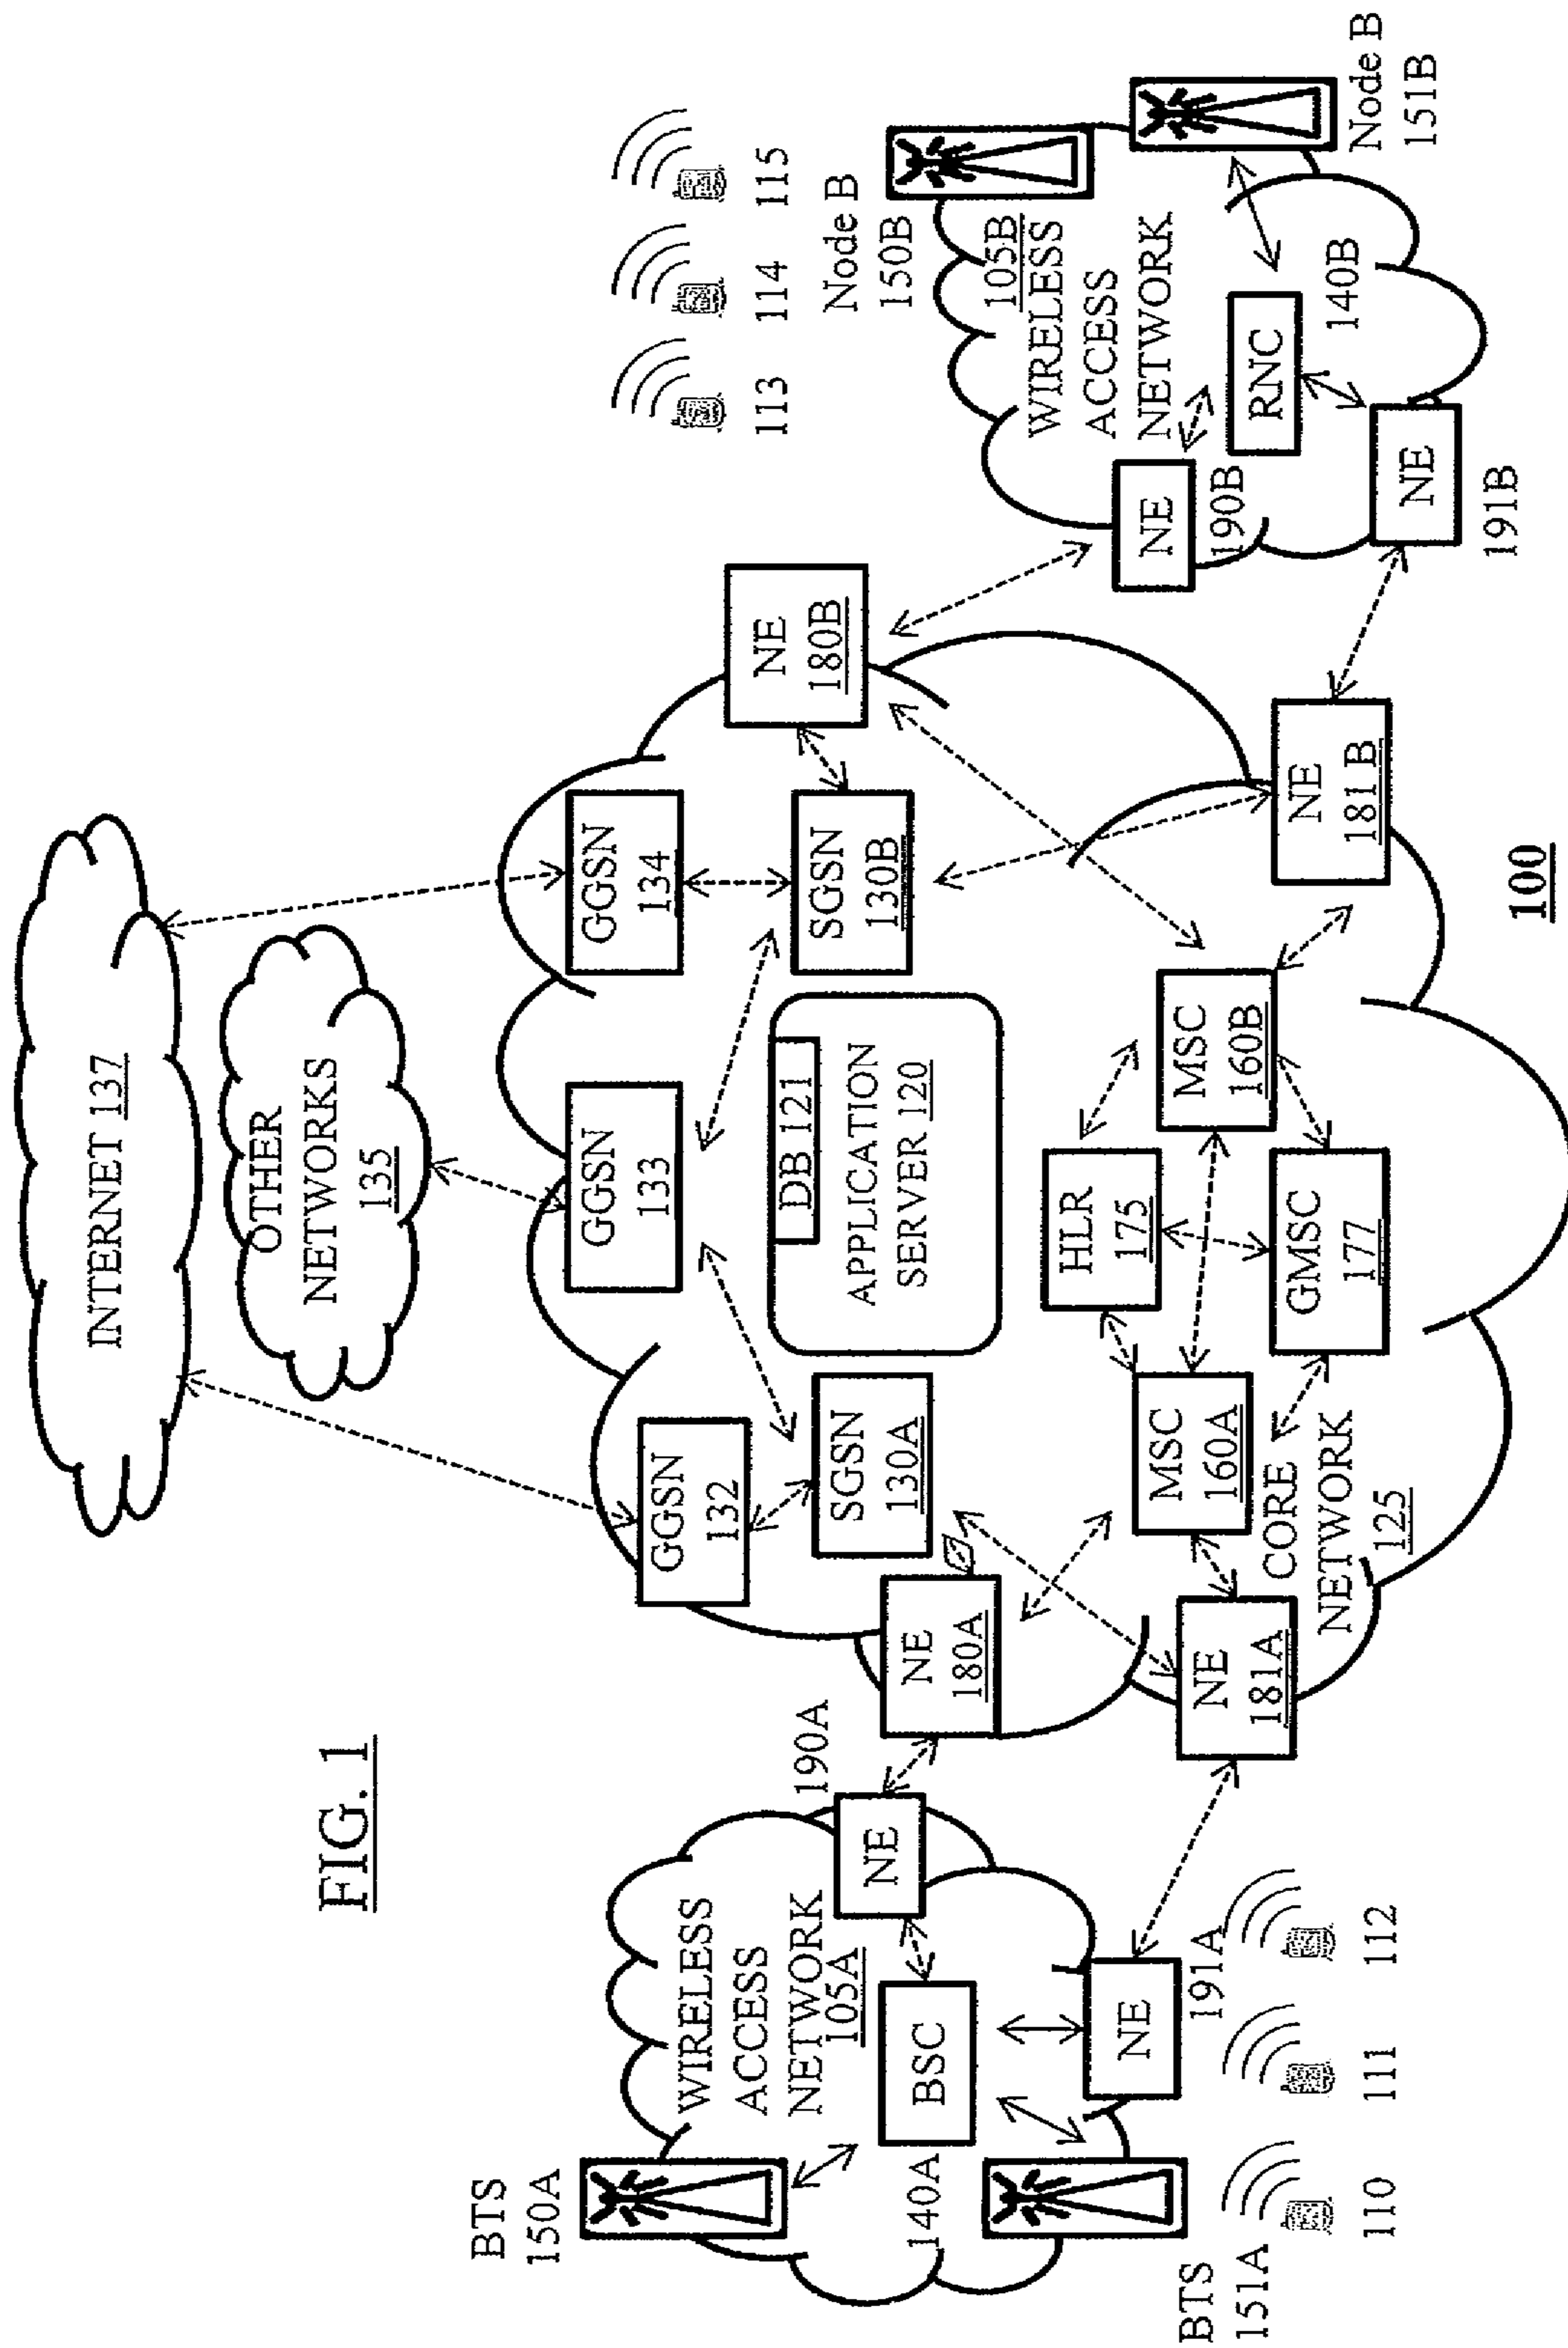 FIG. 1
INTERNET 137
OTHER
NETWORKS
135
GGSN
132
GGSN
133
GGSN
134
SGSN
130A
SGSN
130B
DB 121
APPLICATION
SERVER 120
NE
180A
NE
180B
HLR
175
MSC
160A
MSC
160B
GMSC
177
NE
181A
NE
181B
CORE
NETWORK
125
BTS
150A
WIRELESS
ACCESS
NETWORK
105A
190A
NE
BSC
140A
NE
191A
BTS
151A
110
111
112
113
114
115
Node B
150B
105B
WIRELESS
ACCESS
NETWORK
NE
190B
RNC
140B
NE
191B
Node B
151B
100